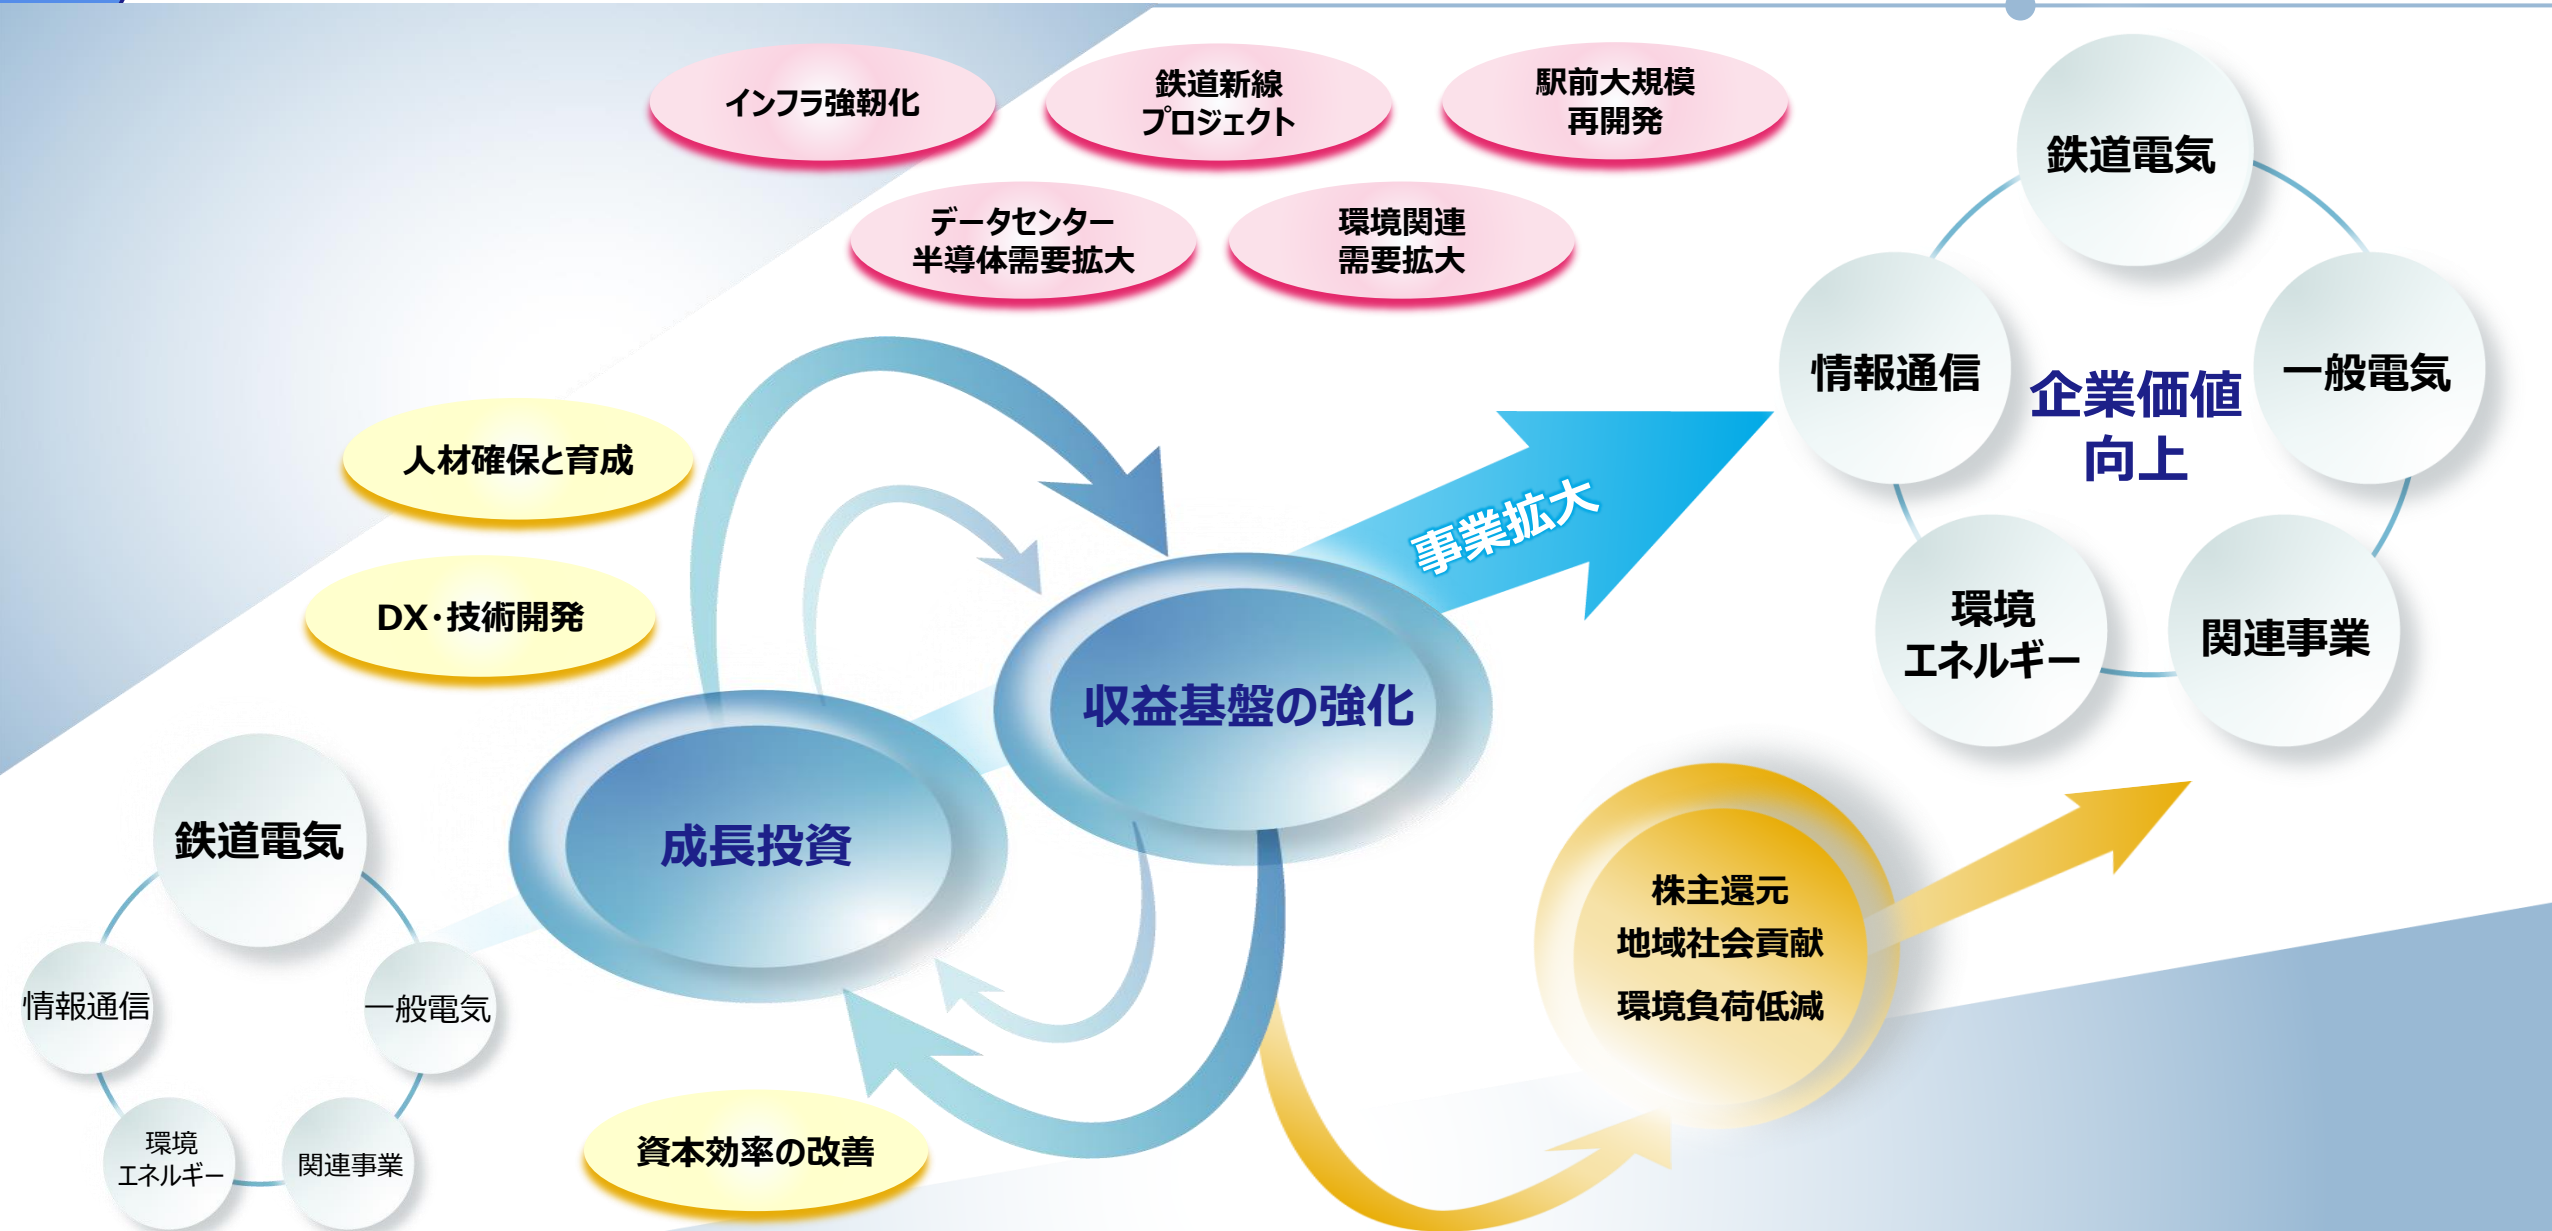 インフラ強靭化
鉄道新線
プロジェクト
駅前大規模
再開発
データセンター
半導体需要拡大
環境関連
需要拡大
鉄道電気
情報通信
企業価値
向上
一般電気
環境
エネルギー
関連事業
人材確保と育成
DX・技術開発
事業拡大
収益基盤の強化
成長投資
鉄道電気
情報通信
一般電気
環境
エネルギー
関連事業
資本効率の改善
株主還元
地域社会貢献
環境負荷低減